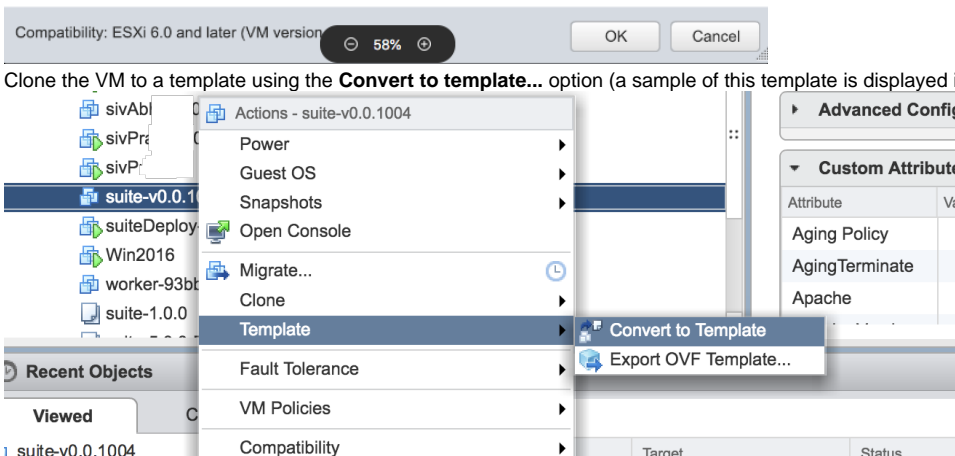 Compatibility: ESXi 6.0 and later (VM version
58%
OK
Cancel
Clone the VM to a template using the Convert to template... option (a sample of this template is displayed
Actions - suite-v0.0.1004
Power
Guest OS
Snapshots
Open Console
Migrate...
Clone
Template
Fault Tolerance
VM Policies
Compatibility
Convert to Template
Export OVF Template...
suite-v0.0.10
suiteDeploy-
Win2016
worker-93bb
suite-1.0.0
Recent Objects
Viewed
suite-v0.0.1004
Advanced Config
Custom Attribute
Attribute
Aging Policy
AgingTerminate
Apache
Target
Status